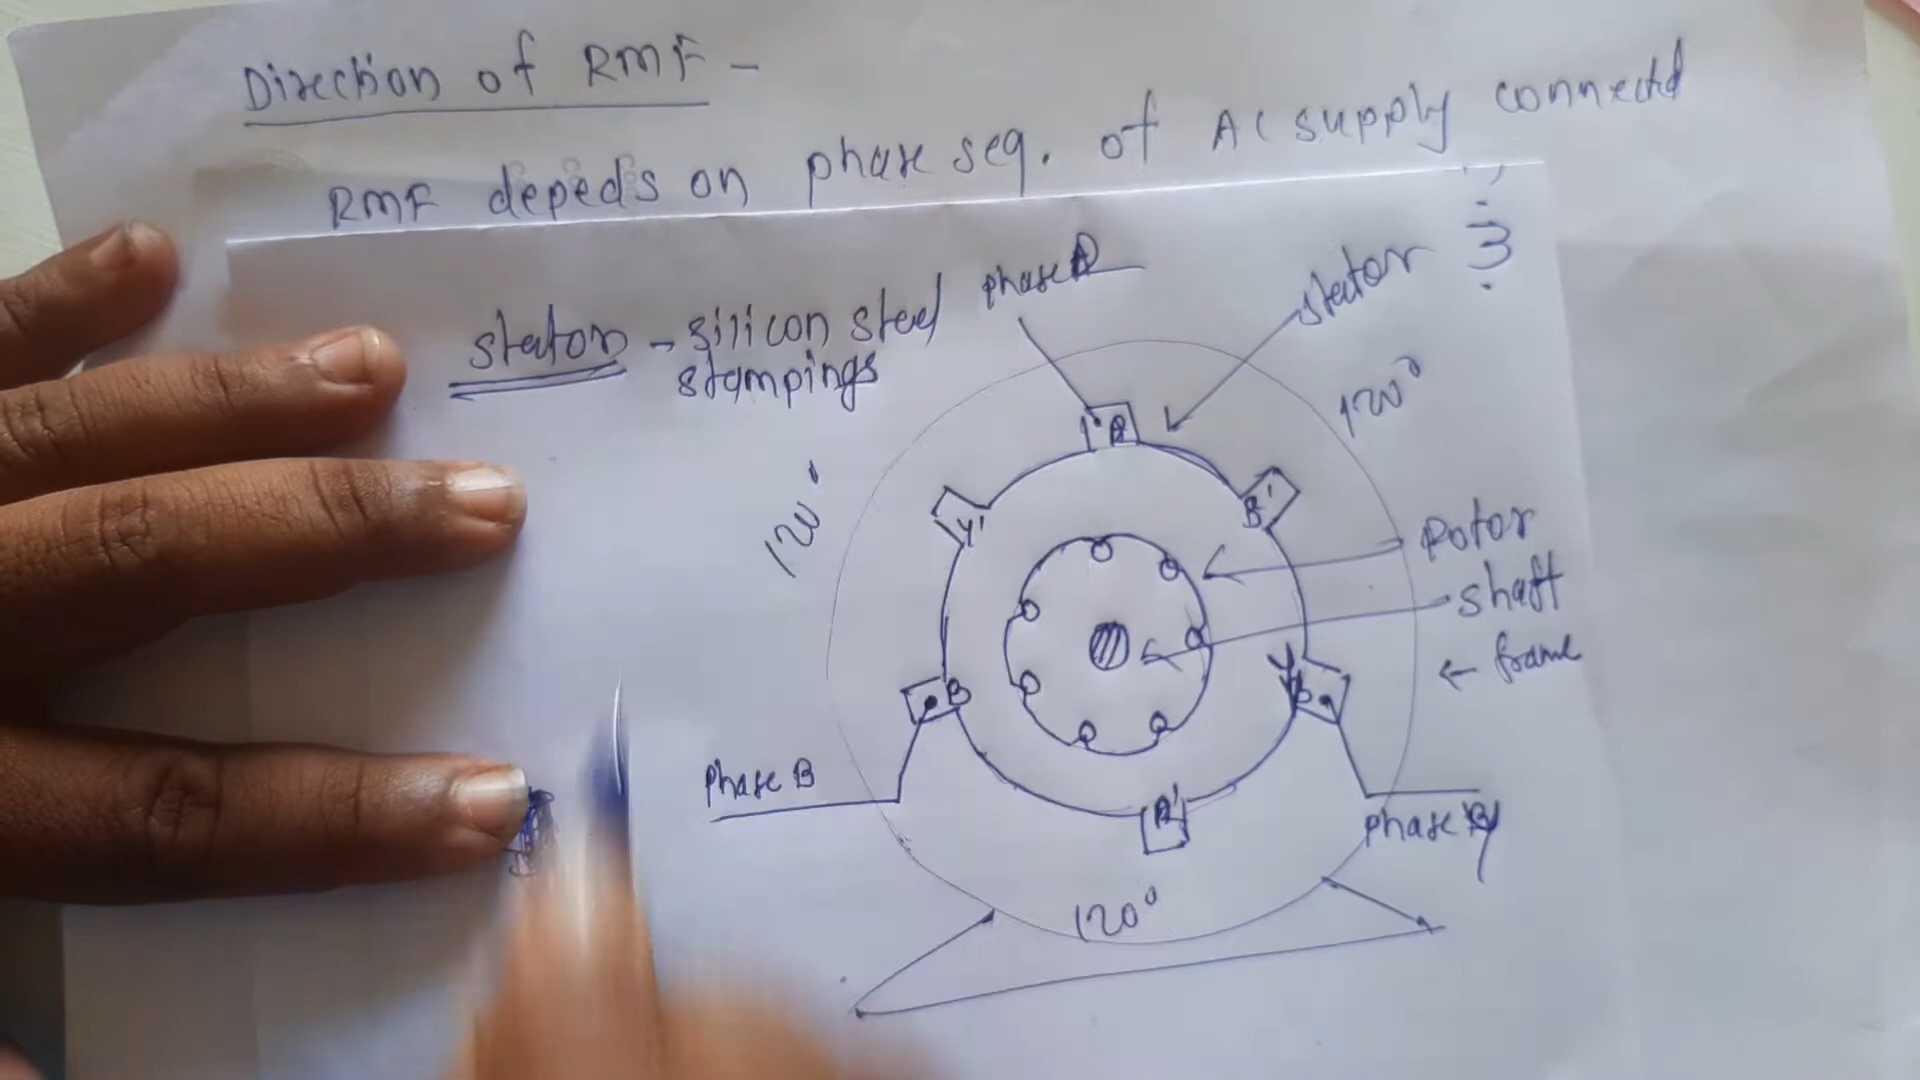 Direction of RMF -
RMF depeds on phase seq. of AC supply connectd
stator - silicon steel
stampings
phase R
stator
120°
120°
R
Y'
B'
Rotor
shaft
← frame
B
Y
phase B
R'
phase y
120°